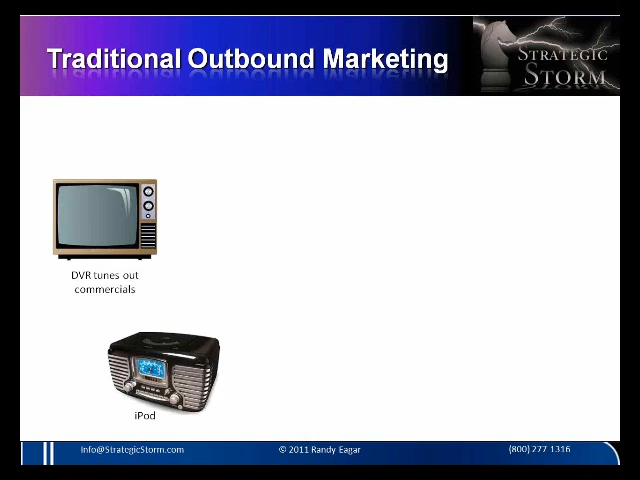 Traditional Outbound Marketing
STRATEGIC
STORM
DVR tunes out
commercials
iPod
Info@StrategicStorm.com
© 2011 Randy Eagar
(800) 277 1316